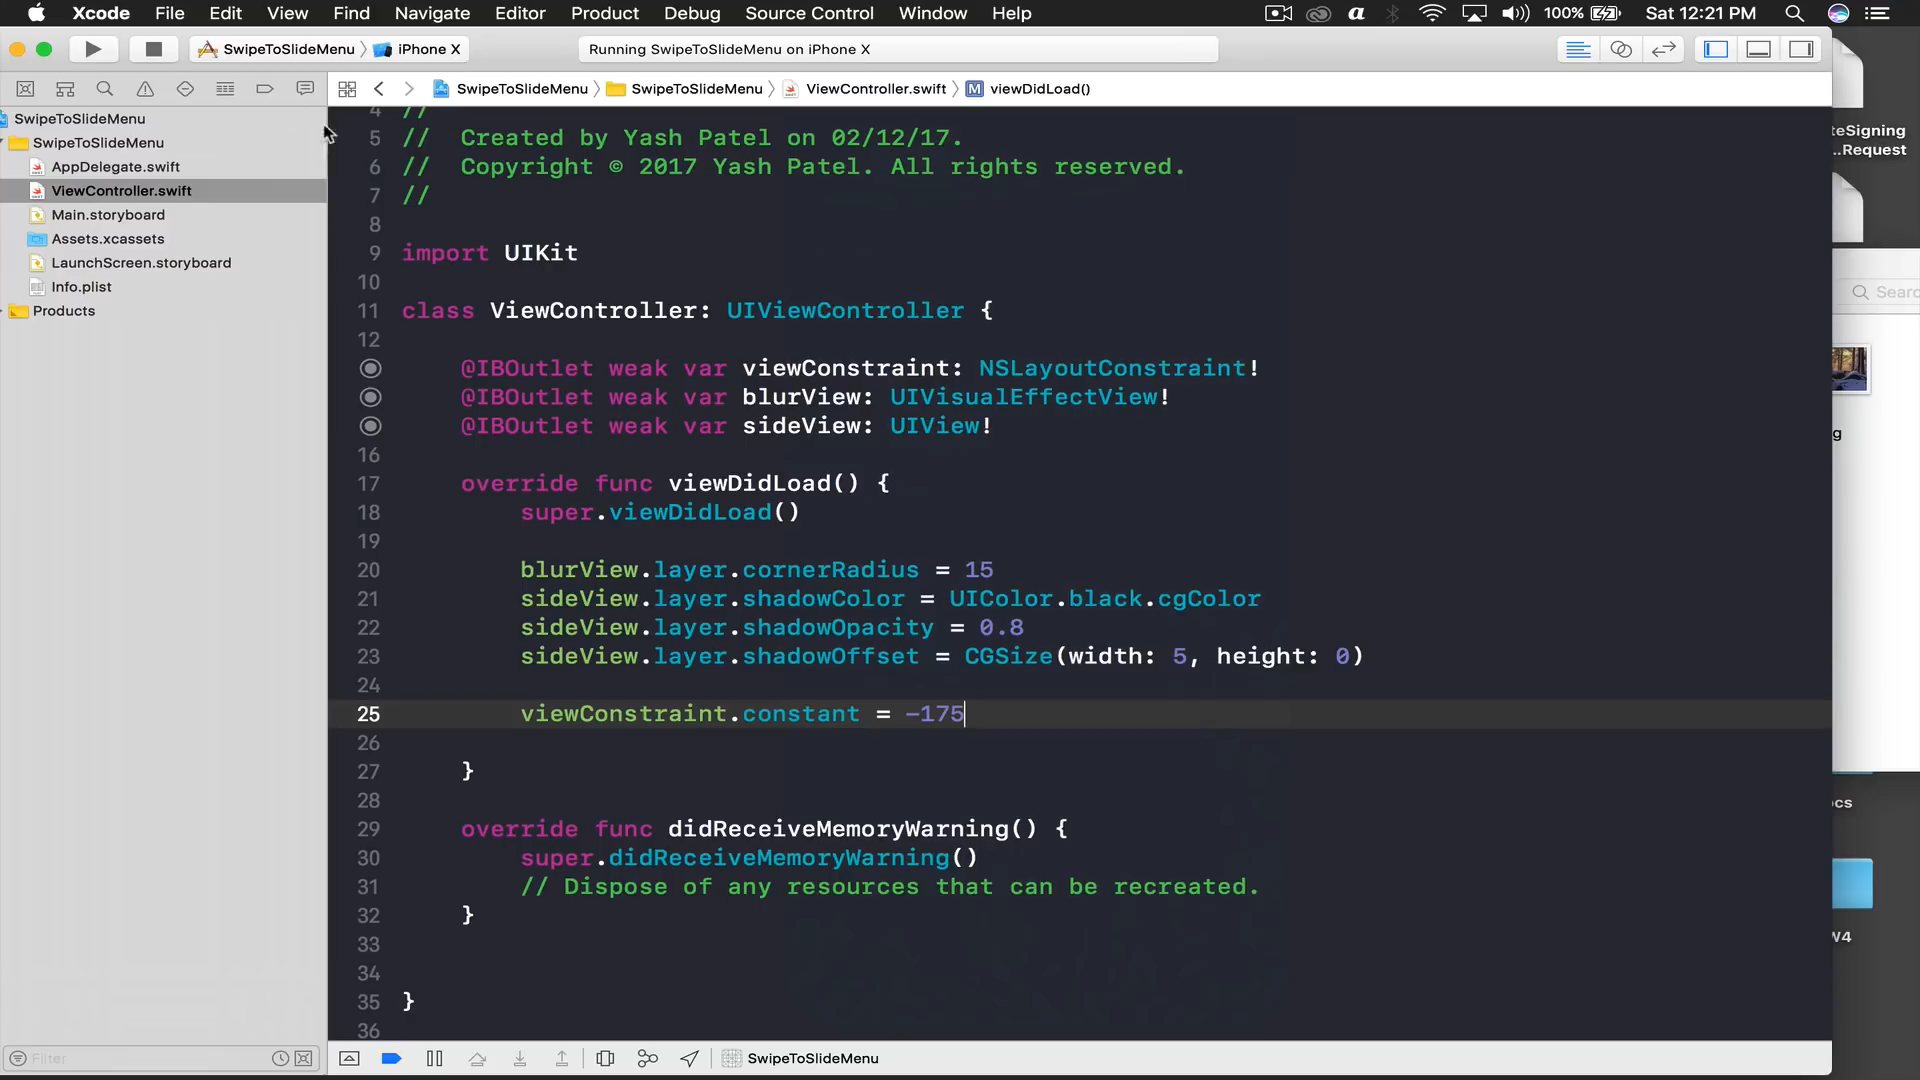 Xcode File Edit View Find Navigate Editor Product Debug Source Control Window Help 100% Sat 12:21 PM
SwipeToSlideMenu iPhone X Running SwipeToSlideMenu on iPhone X
SwipeToSlideMenu SwipeToSlideMenu ViewController.swift M viewDidLoad()
SwipeToSlideMenu
SwipeToSlideMenu
AppDelegate.swift
ViewController.swift
Main.storyboard
Assets.xcassets
LaunchScreen.storyboard
Info.plist
Products
Filter
4 //
5 //  Created by Yash Patel on 02/12/17.
6 //  Copyright © 2017 Yash Patel. All rights reserved.
7 //
8
9 import UIKit
10
11 class ViewController: UIViewController {
12
@IBOutlet weak var viewConstraint: NSLayoutConstraint!
@IBOutlet weak var blurView: UIVisualEffectView!
@IBOutlet weak var sideView: UIView!
16
17 override func viewDidLoad() {
18 super.viewDidLoad()
19
20 blurView.layer.cornerRadius = 15
21 sideView.layer.shadowColor = UIColor.black.cgColor
22 sideView.layer.shadowOpacity = 0.8
23 sideView.layer.shadowOffset = CGSize(width: 5, height: 0)
24
25 viewConstraint.constant = -175
26
27 }
28
29 override func didReceiveMemoryWarning() {
30 super.didReceiveMemoryWarning()
31 // Dispose of any resources that can be recreated.
32 }
33
34
35 }
36
SwipeToSlideMenu
teSigning
...Request
Searc
g
ocs
W4